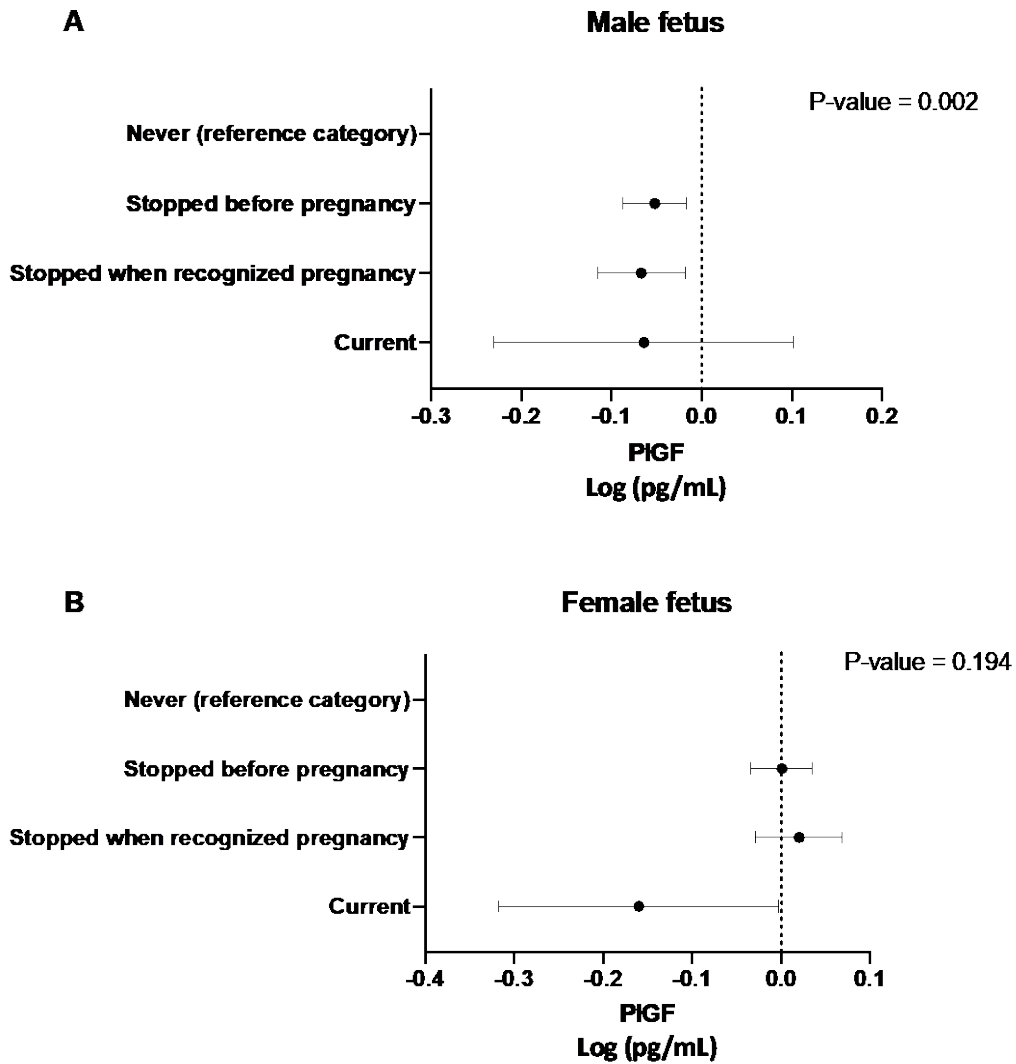 A
Male fetus
P-value = 0.002
Never (reference category)
Stopped before pregnancy
Stopped when recognized pregnancy
Current
-0.3 -0.2 -0.1 0.0 0.1 0.2
PlGF
Log (pg/mL)
B
Female fetus
P-value = 0.194
Never (reference category)
Stopped before pregnancy
Stopped when recognized pregnancy
Current
-0.4 -0.3 -0.2 -0.1 0.0 0.1
PlGF
Log (pg/mL)